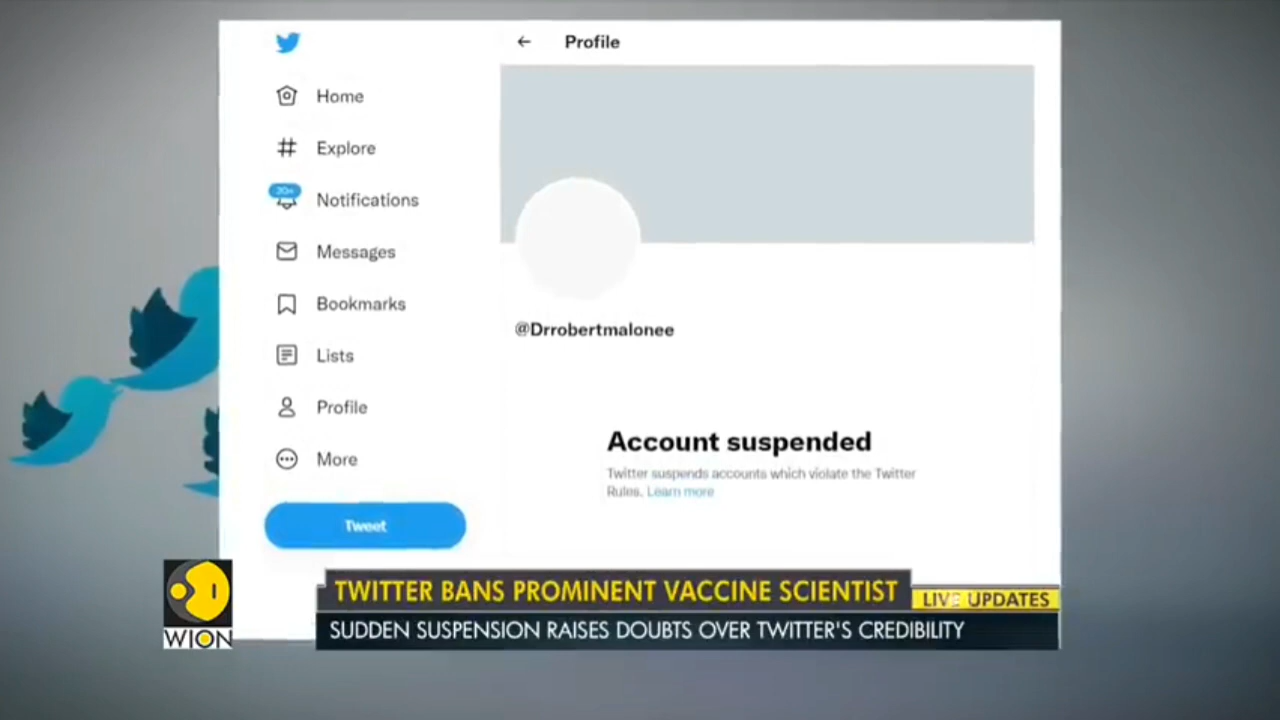 Profile
Home
Explore
20+
Notifications
Messages
Bookmarks
Lists
Profile
More
Tweet
@Drrobertmalonee
Account suspended
Twitter suspends accounts which violate the Twitter
Rules. Learn more
WION
TWITTER BANS PROMINENT VACCINE SCIENTIST
LIVE UPDATES
SUDDEN SUSPENSION RAISES DOUBTS OVER TWITTER'S CREDIBILITY